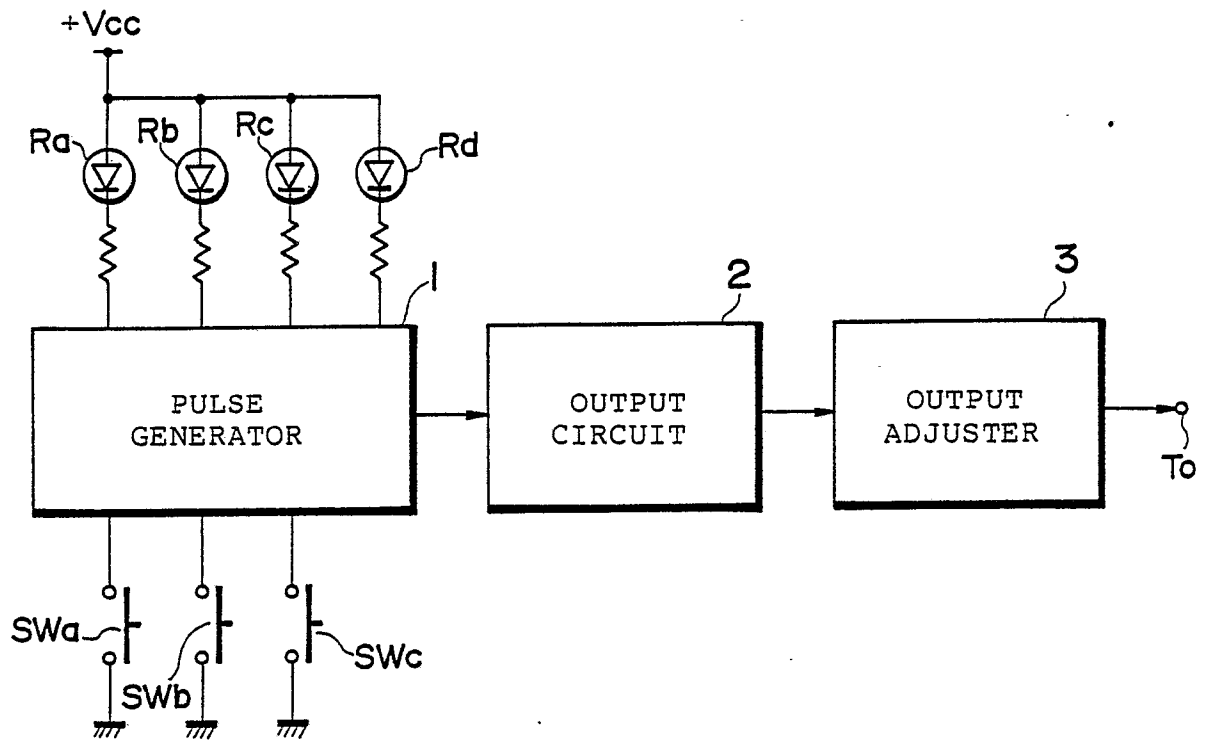 +Vcc
Ra
Rb
Rc
Rd
1
2
3
PULSE
GENERATOR
OUTPUT
CIRCUIT
OUTPUT
ADJUSTER
To
SWa
SWb
SWc